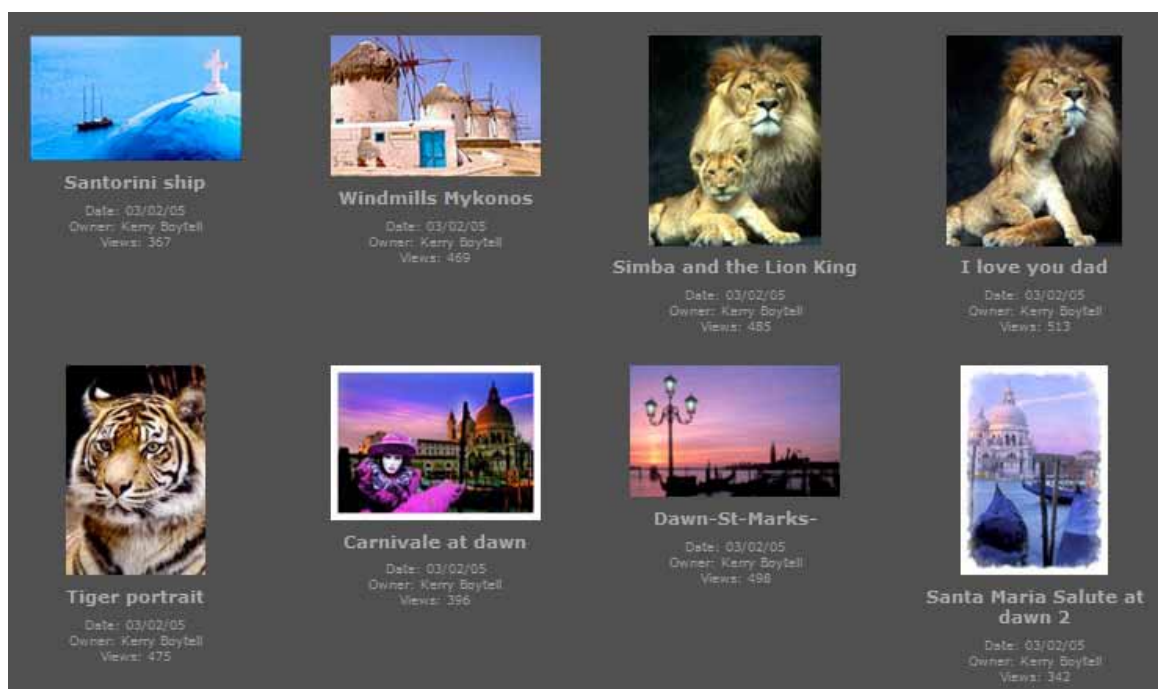 Santorini ship
Date: 03/02/05
Owner: Kerry Boytell
Views: 367
Windmills Mykonos
Date: 03/02/05
Owner: Kerry Boytell
Views: 469
Simba and the Lion King
Date: 03/02/05
Owner: Kerry Boytell
Views: 485
I love you dad
Date: 03/02/05
Owner: Kerry Boytell
Views: 513
Tiger portrait
Date: 03/02/05
Owner: Kerry Boytell
Views: 475
Carnivale at dawn
Date: 03/02/05
Owner: Kerry Boytell
Views: 396
Dawn-St-Marks-
Date: 03/02/05
Owner: Kerry Boytell
Views: 498
Santa Maria Salute at
dawn 2
Date: 03/02/05
Owner: Kerry Boytell
Views: 342